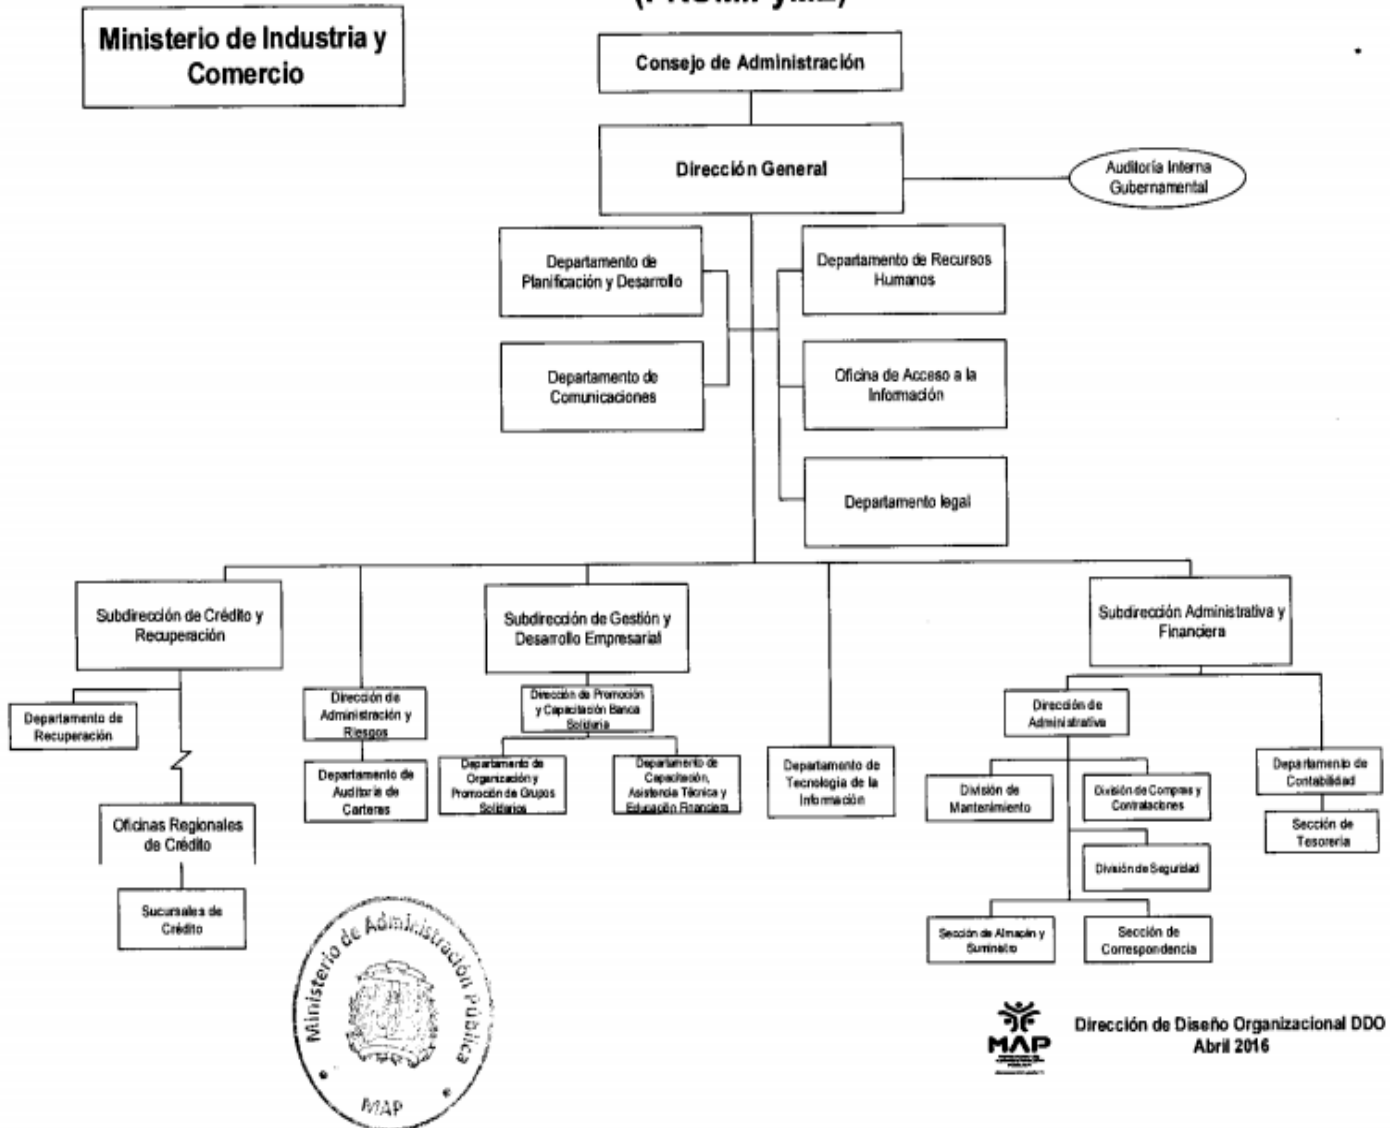 Ministerio de Industria y
Comercio
Consejo de Administración
Dirección General
Auditoría Interna
Gubernamental
Departamento de
Planificación y Desarrollo
Departamento de Recursos
Humanos
Departamento de
Comunicaciones
Oficina de Acceso a la
Información
Departamento legal
Subdirección de Crédito y
Recuperación
Subdirección de Gestión y
Desarrollo Empresarial
Subdirección Administrativa y
Financiera
Departamento de
Recuperación
Dirección de
Administración y
Riesgos
Dirección de Promoción
y Capacitación Banca
Solidaria
Dirección de
Administrativa
Departamento de
Auditoría de
Carteras
Departamento de
Organización y
Promoción de Grupos
Solidarios
Departamento de
Capacitación,
Asistencia Técnica y
Educación Financiera
Departamento de
Tecnología de la
Información
División de
Mantenimiento
División de Compras y
Contrataciones
Departamento de
Contabilidad
Oficinas Regionales
de Crédito
Sección de
Tesorería
División de Seguridad
Sucursales de
Crédito
Sección de Almacén y
Suministro
Sección de
Correspondencia
Ministerio de Administración Pública
MAP
MAP
Dirección de Diseño Organizacional DDO
Abril 2016